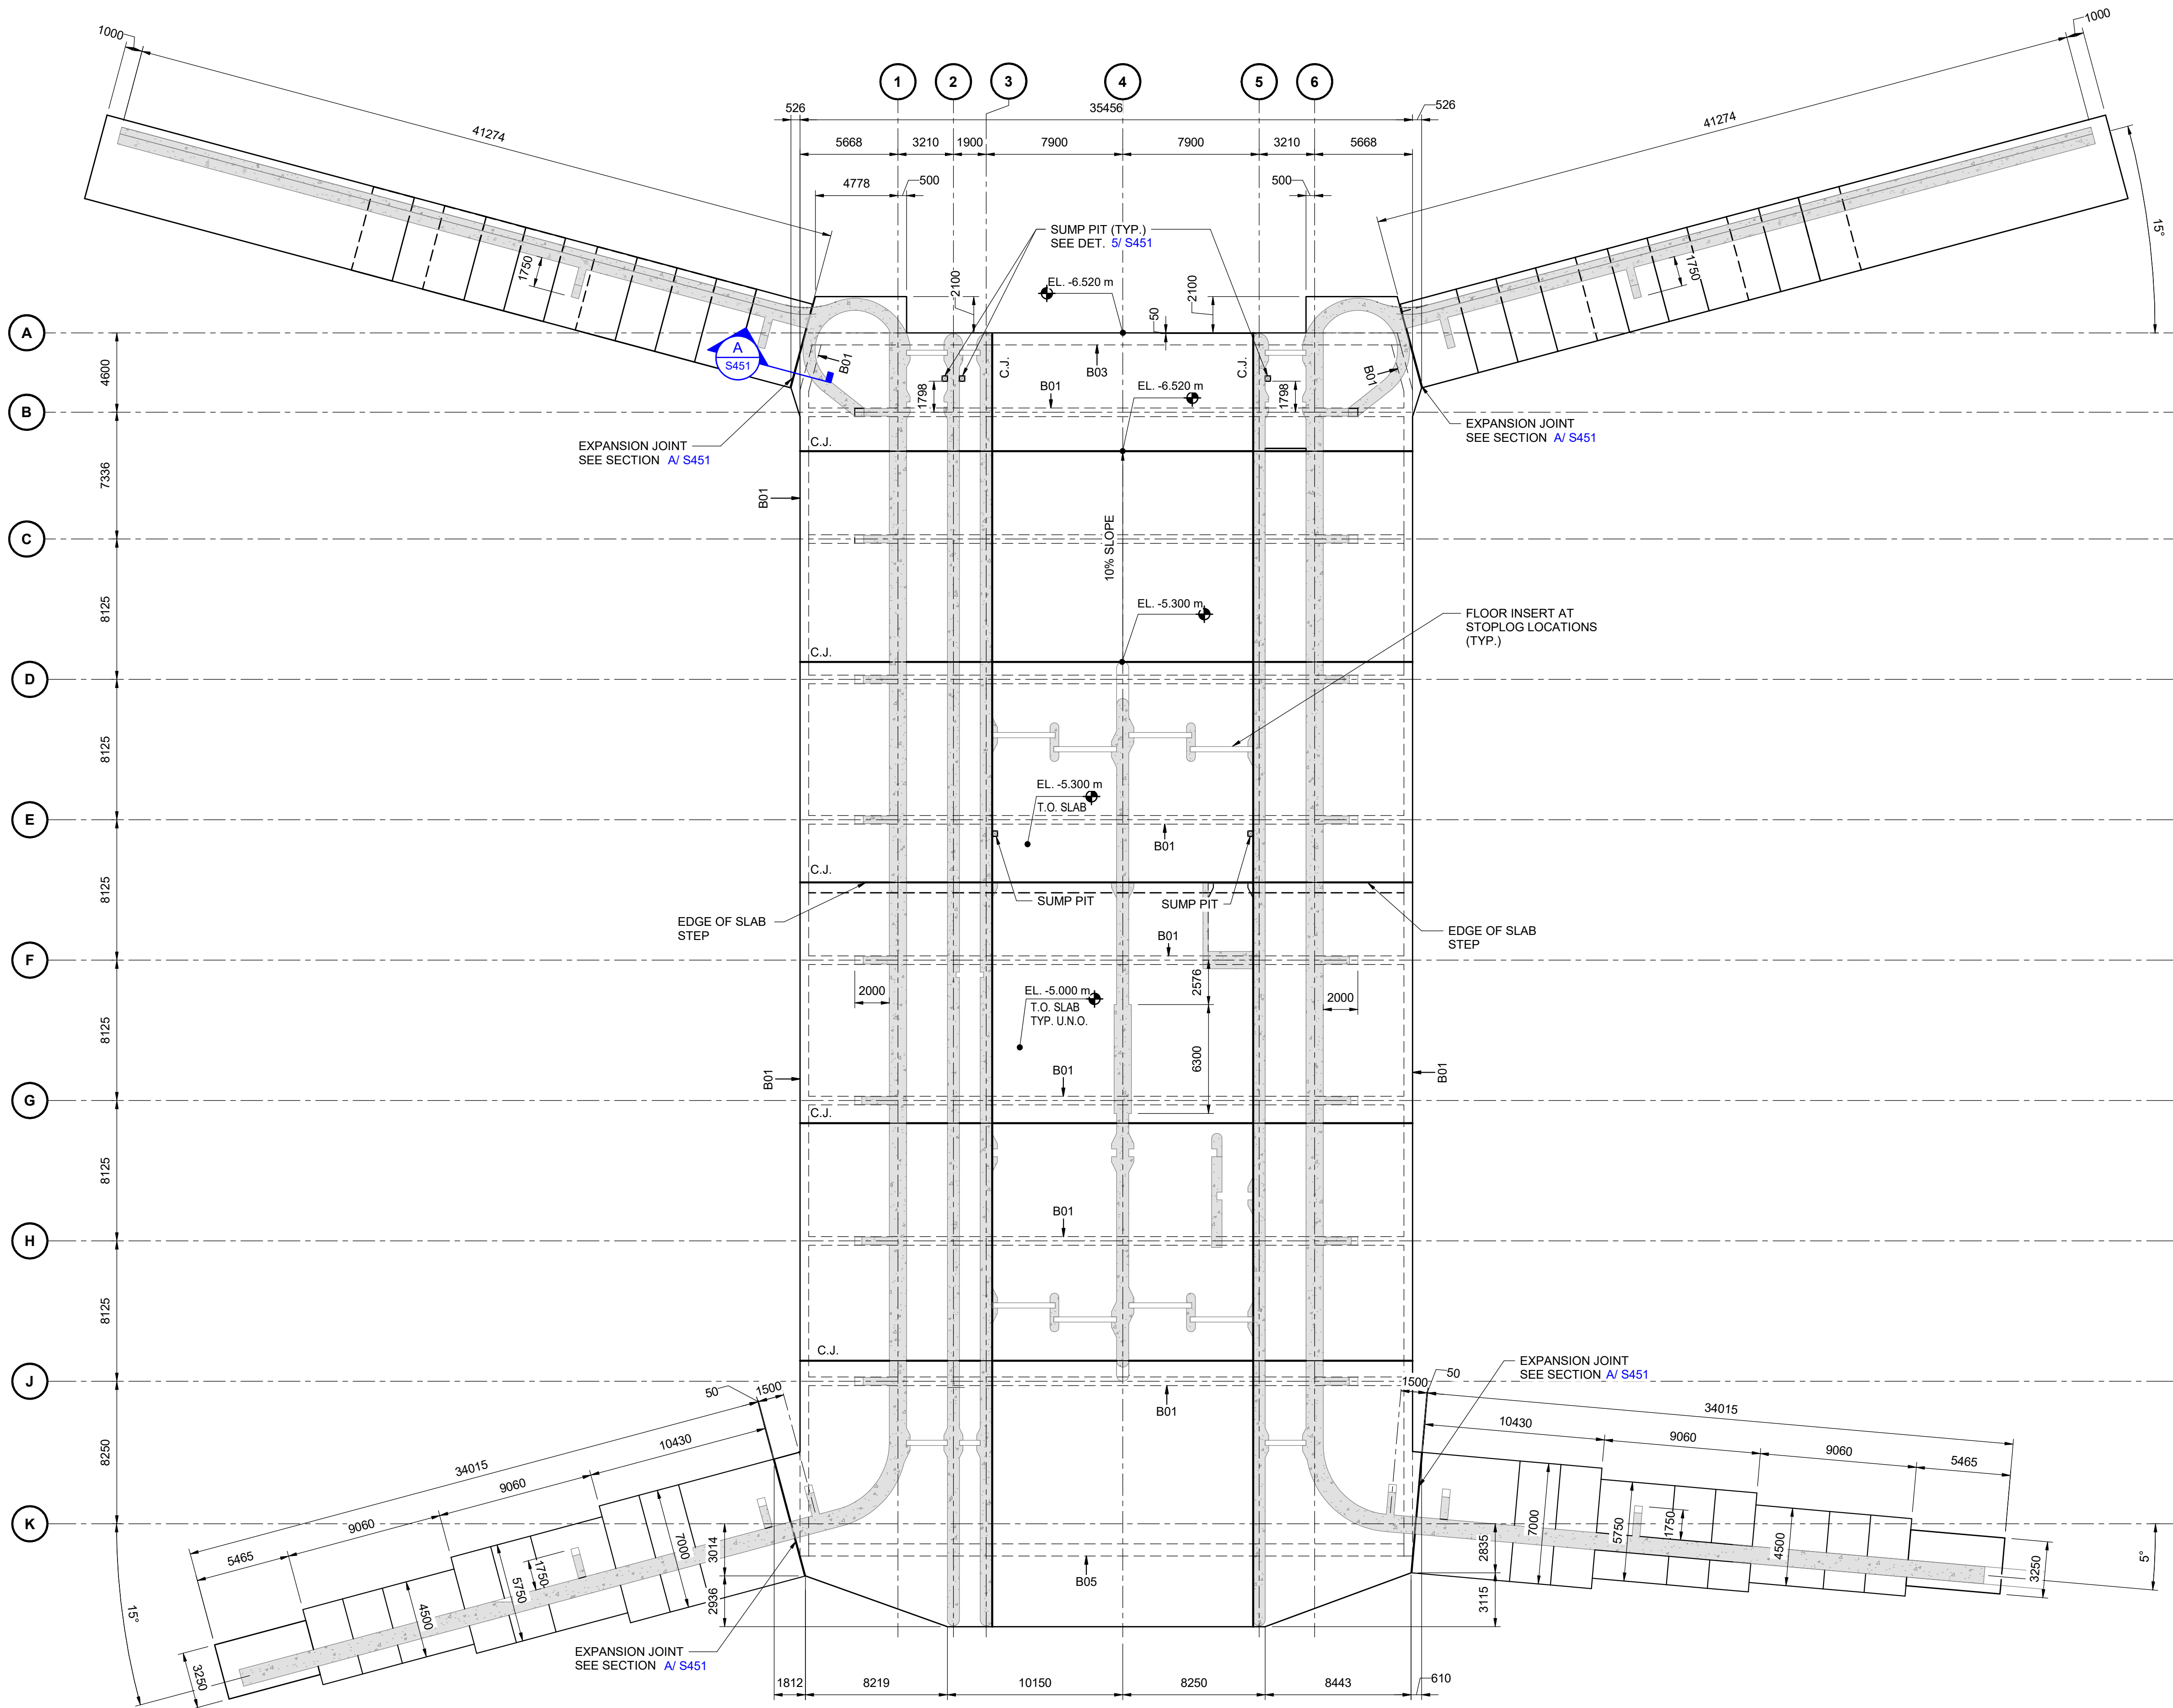 1000
41274
1
2
3
4
5
6
1000
41274
526
35456
526
5668
3210
1900
7900
7900
3210
5668
4778
500
500
15°
SUMP PIT (TYP.)
SEE DET. 5/ S451
1750
1750
2100
2100
EL. -6.520 m
50
A
4600
A
S451
B01
C.J.
B03
C.J.
B01
1798
B01
EL. -6.520 m
1798
B
EXPANSION JOINT
SEE SECTION A/ S451
C.J.
EXPANSION JOINT
SEE SECTION A/ S451
7336
B01
10% SLOPE
C
8125
EL. -5.300 m
FLOOR INSERT AT
STOPLOG LOCATIONS
(TYP.)
C.J.
D
8125
EL. -5.300 m
T.O. SLAB
E
B01
8125
C.J.
SUMP PIT
SUMP PIT
EDGE OF SLAB
STEP
EDGE OF SLAB
STEP
B01
F
2000
EL. -5.000 m
T.O. SLAB
TYP. U.N.O.
2576
2000
8125
6300
B01
B01
B01
G
C.J.
8125
B01
H
8125
C.J.
EXPANSION JOINT
SEE SECTION A/ S451
J
50
1500
B01
1500
50
34015
10430
9060
9060
5465
8250
34015
10430
9060
9060
5465
K
7000
3014
2835
7000
5750
1750
4500
3250
5°
1750
5750
4500
2936
B05
3115
15°
3250
EXPANSION JOINT
SEE SECTION A/ S451
1812
8219
10150
8250
8443
610